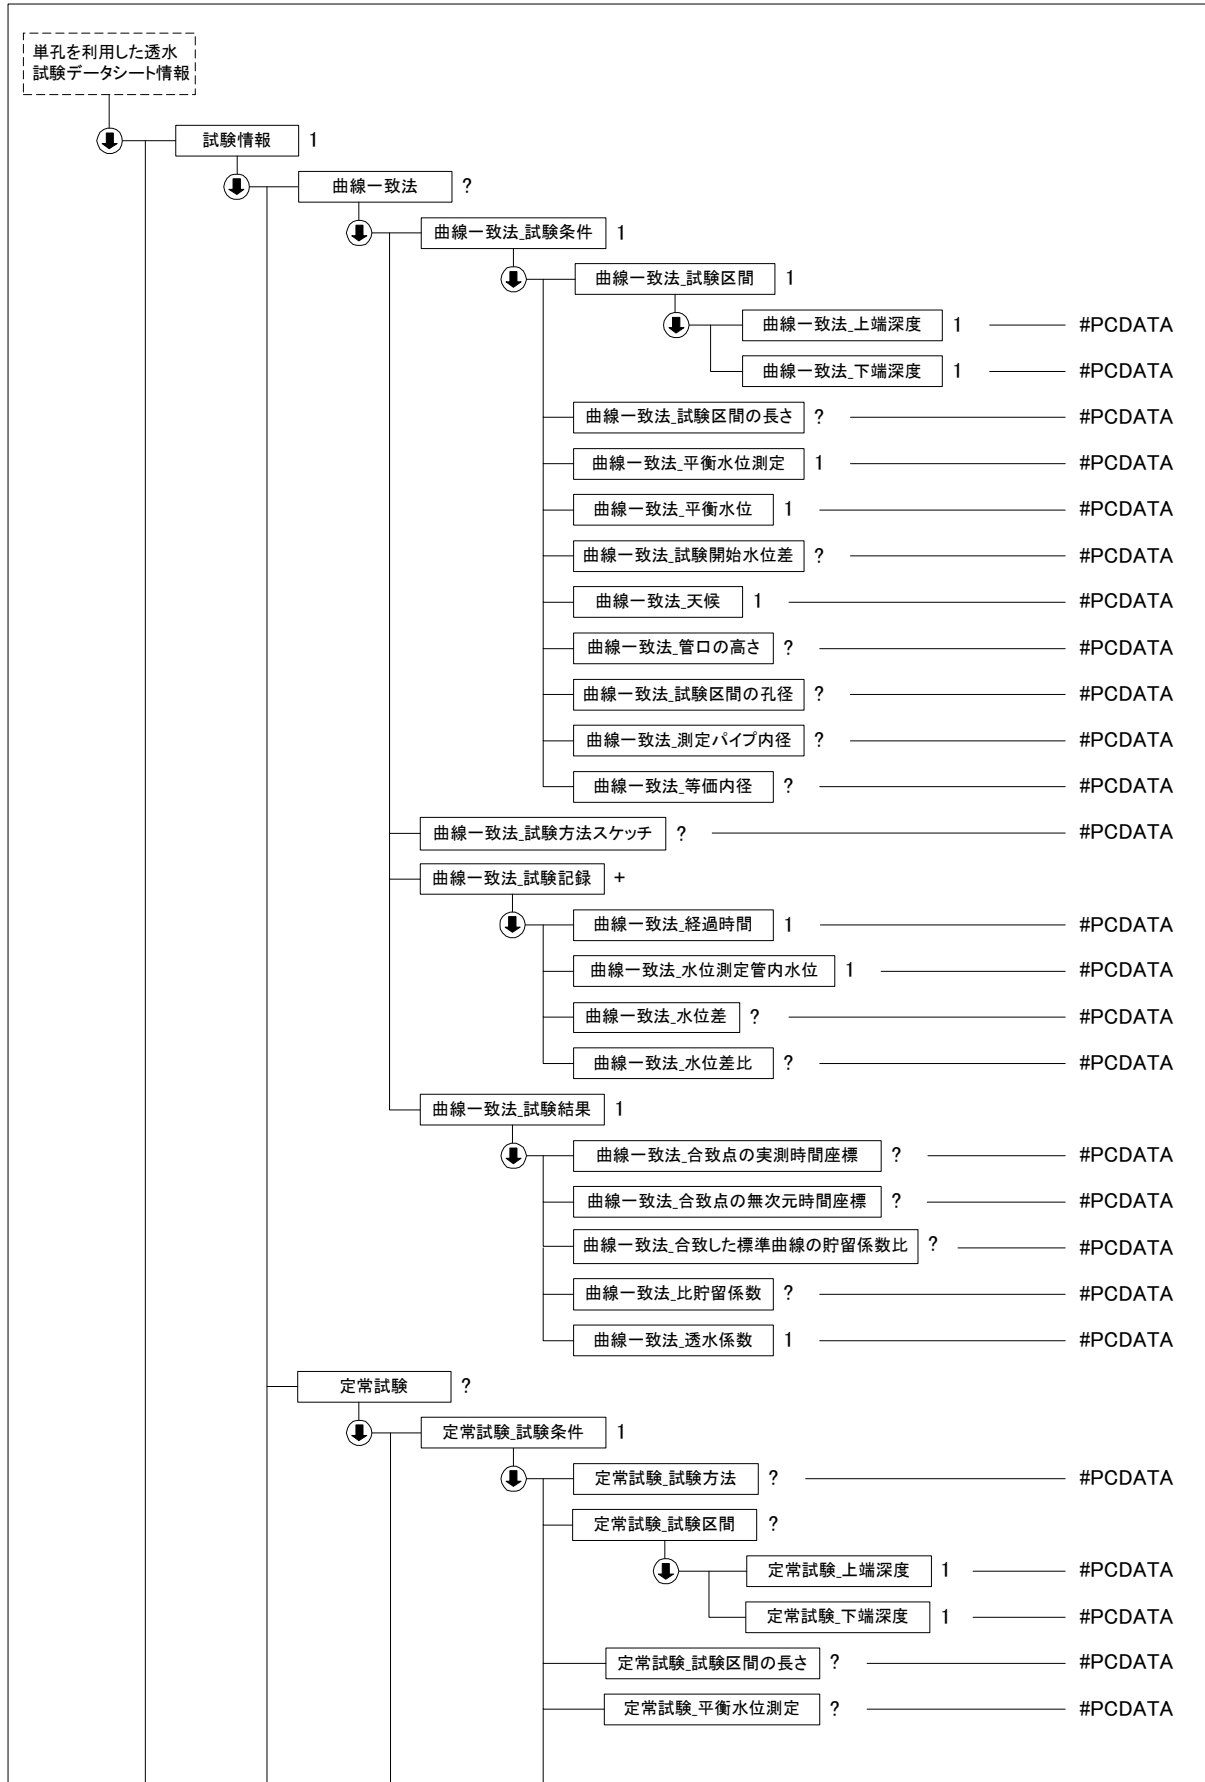 単孔を利用した透水
試験データシート情報
試験情報 1
曲線一致法 ?
曲線一致法_試験条件 1
曲線一致法_試験区間 1
曲線一致法_上端深度 1 #PCDATA
曲線一致法_下端深度 1 #PCDATA
曲線一致法_試験区間の長さ ? #PCDATA
曲線一致法_平衡水位測定 1 #PCDATA
曲線一致法_平衡水位 1 #PCDATA
曲線一致法_試験開始水位差 ? #PCDATA
曲線一致法_天候 1 #PCDATA
曲線一致法_管口の高さ ? #PCDATA
曲線一致法_試験区間の孔径 ? #PCDATA
曲線一致法_測定パイプ内径 ? #PCDATA
曲線一致法_等価内径 ? #PCDATA
曲線一致法_試験方法スケッチ ? #PCDATA
曲線一致法_試験記録 +
曲線一致法_経過時間 1 #PCDATA
曲線一致法_水位測定管内水位 1 #PCDATA
曲線一致法_水位差 ? #PCDATA
曲線一致法_水位差比 ? #PCDATA
曲線一致法_試験結果 1
曲線一致法_合致点の実測時間座標 ? #PCDATA
曲線一致法_合致点の無次元時間座標 ? #PCDATA
曲線一致法_合致した標準曲線の貯留係数比 ? #PCDATA
曲線一致法_比貯留係数 ? #PCDATA
曲線一致法_透水係数 1 #PCDATA
定常試験 ?
定常試験_試験条件 1
定常試験_試験方法 ? #PCDATA
定常試験_試験区間 ?
定常試験_上端深度 1 #PCDATA
定常試験_下端深度 1 #PCDATA
定常試験_試験区間の長さ ? #PCDATA
定常試験_平衡水位測定 ? #PCDATA